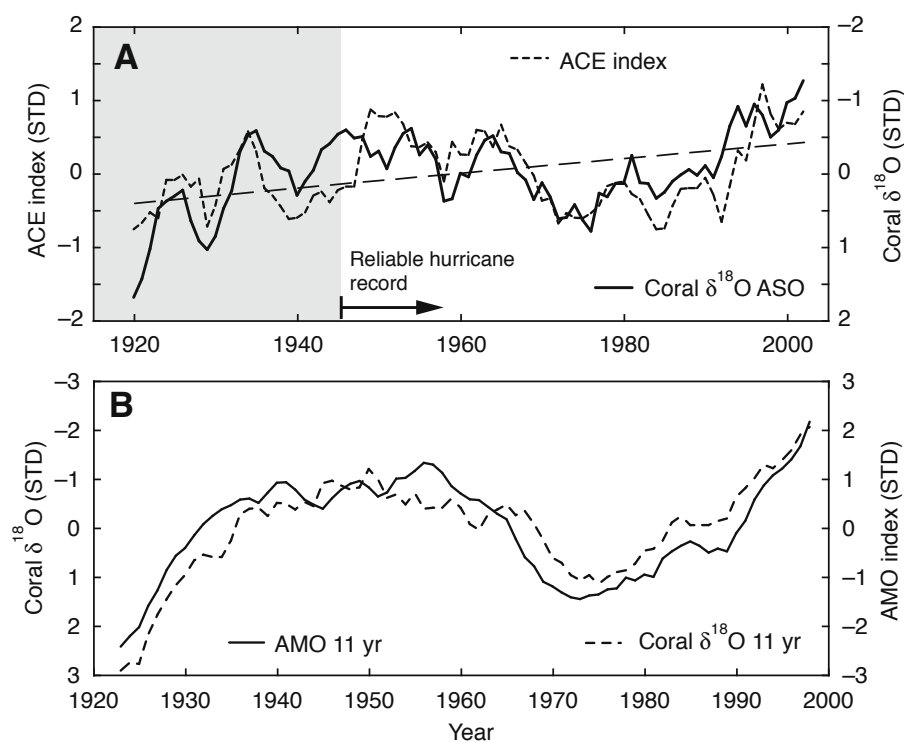 A
ACE index
2
1
0
−1
−2
ACE index (STD)
−2
−1
0
1
2
Coral δ¹⁸O (STD)
Reliable hurricane
record
Coral δ¹⁸O ASO
1920 1940 1960 1980 2000
B
−3
−2
−1
0
1
2
3
Coral δ¹⁸O (STD)
3
2
1
0
−1
−2
−3
AMO index (STD)
AMO 11 yr
Coral δ¹⁸O 11 yr
1920 1930 1940 1950 1960 1970 1980 1990 2000
Year